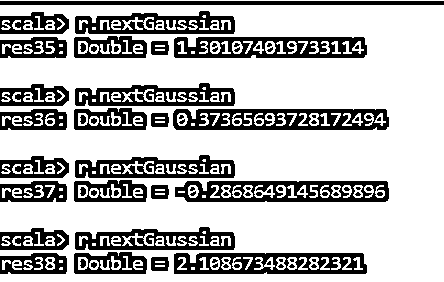 scala> r.nextGaussian
res35: Double = 1.301074019733114
scala> r.nextGaussian
res36: Double = 0.37365693728172494
scala> r.nextGaussian
res37: Double = -0.2868649145689896
scala> r.nextGaussian
res38: Double = 2.108673488282321